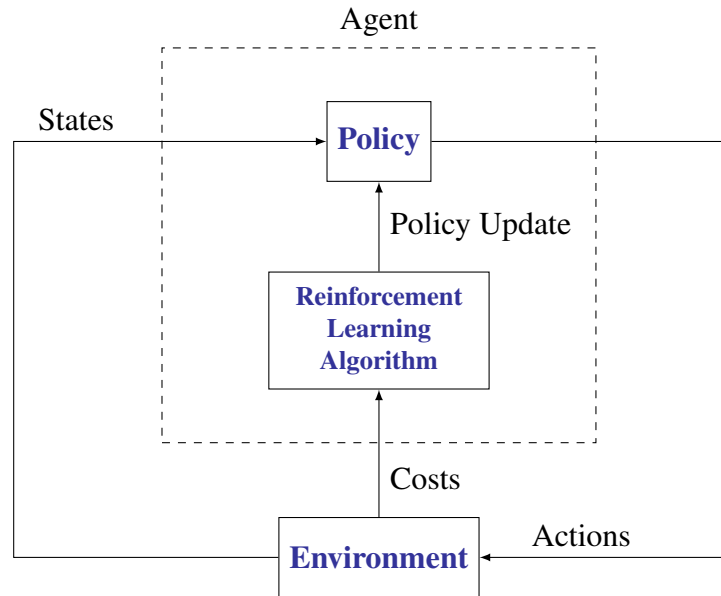 Agent
States
Policy
Policy Update
Reinforcement
Learning
Algorithm
Costs
Actions
Environment